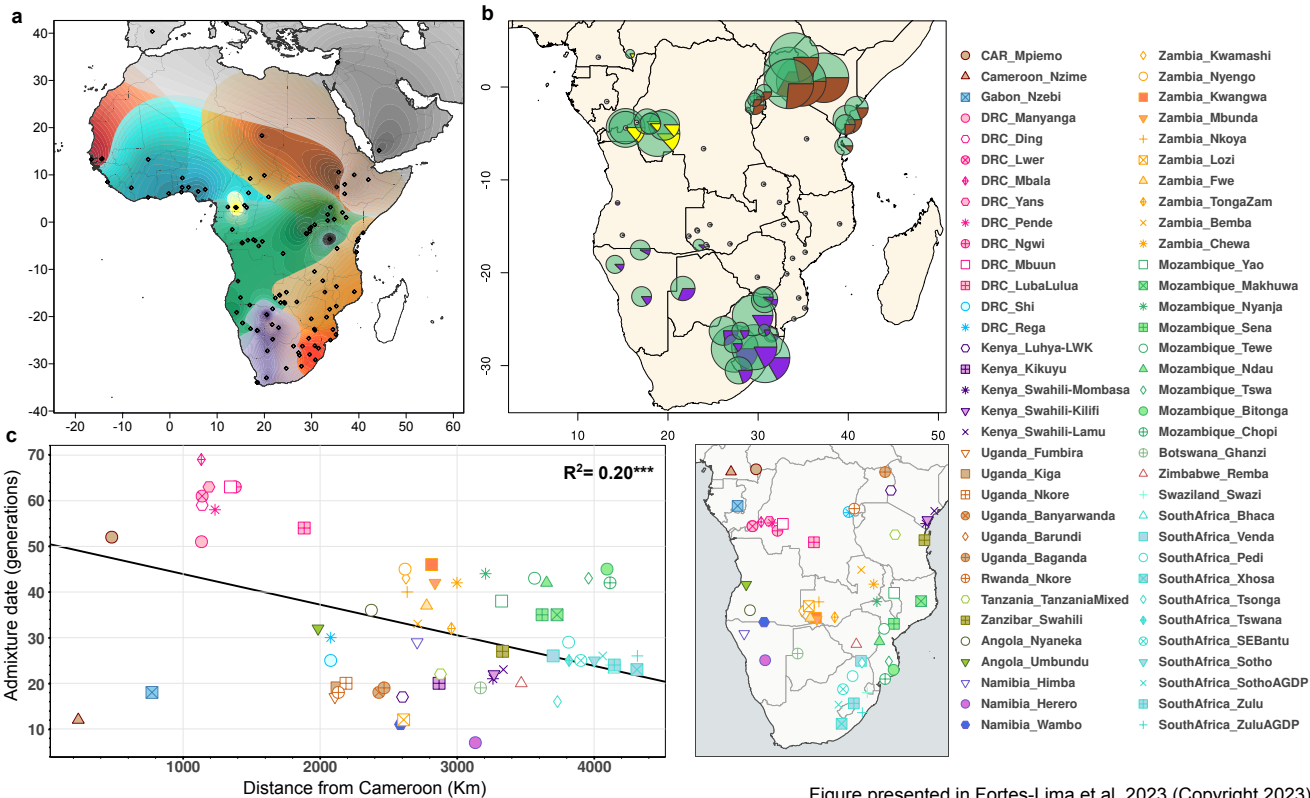 a
40
30
20
10
0
-10
-20
-30
-40
-20 -10 0 10 20 30 40 50 60
b
0
-10
-20
-30
10 20 30 40 50
c
R²= 0.20***
Admixture date (generations)
70
60
50
40
30
20
10
1000 2000 3000 4000
Distance from Cameroon (Km)
CAR_Mpiemo
Cameroon_Nzime
Gabon_Nzebi
DRC_Manyanga
DRC_Ding
DRC_Lwer
DRC_Mbala
DRC_Yans
DRC_Pende
DRC_Ngwi
DRC_Mbuun
DRC_LubaLulua
DRC_Shi
DRC_Rega
Kenya_Luhya-LWK
Kenya_Kikuyu
Kenya_Swahili-Mombasa
Kenya_Swahili-Kilifi
Kenya_Swahili-Lamu
Uganda_Fumbira
Uganda_Kiga
Uganda_Nkore
Uganda_Banyarwanda
Uganda_Barundi
Uganda_Baganda
Rwanda_Nkore
Tanzania_TanzaniaMixed
Zanzibar_Swahili
Angola_Nyaneka
Angola_Umbundu
Namibia_Himba
Namibia_Herero
Namibia_Wambo
Zambia_Kwamashi
Zambia_Nyengo
Zambia_Kwangwa
Zambia_Mbunda
Zambia_Nkoya
Zambia_Lozi
Zambia_Fwe
Zambia_TongaZam
Zambia_Bemba
Zambia_Chewa
Mozambique_Yao
Mozambique_Makhuwa
Mozambique_Nyanja
Mozambique_Sena
Mozambique_Tewe
Mozambique_Ndau
Mozambique_Tswa
Mozambique_Bitonga
Mozambique_Chopi
Botswana_Ghanzi
Zimbabwe_Remba
Swaziland_Swazi
SouthAfrica_Bhaca
SouthAfrica_Venda
SouthAfrica_Pedi
SouthAfrica_Xhosa
SouthAfrica_Tsonga
SouthAfrica_Tswana
SouthAfrica_SEBantu
SouthAfrica_Sotho
SouthAfrica_SothoAGDP
SouthAfrica_Zulu
SouthAfrica_ZuluAGDP
Figure presented in Fortes-Lima et al. 2023 (Copyright 2023)